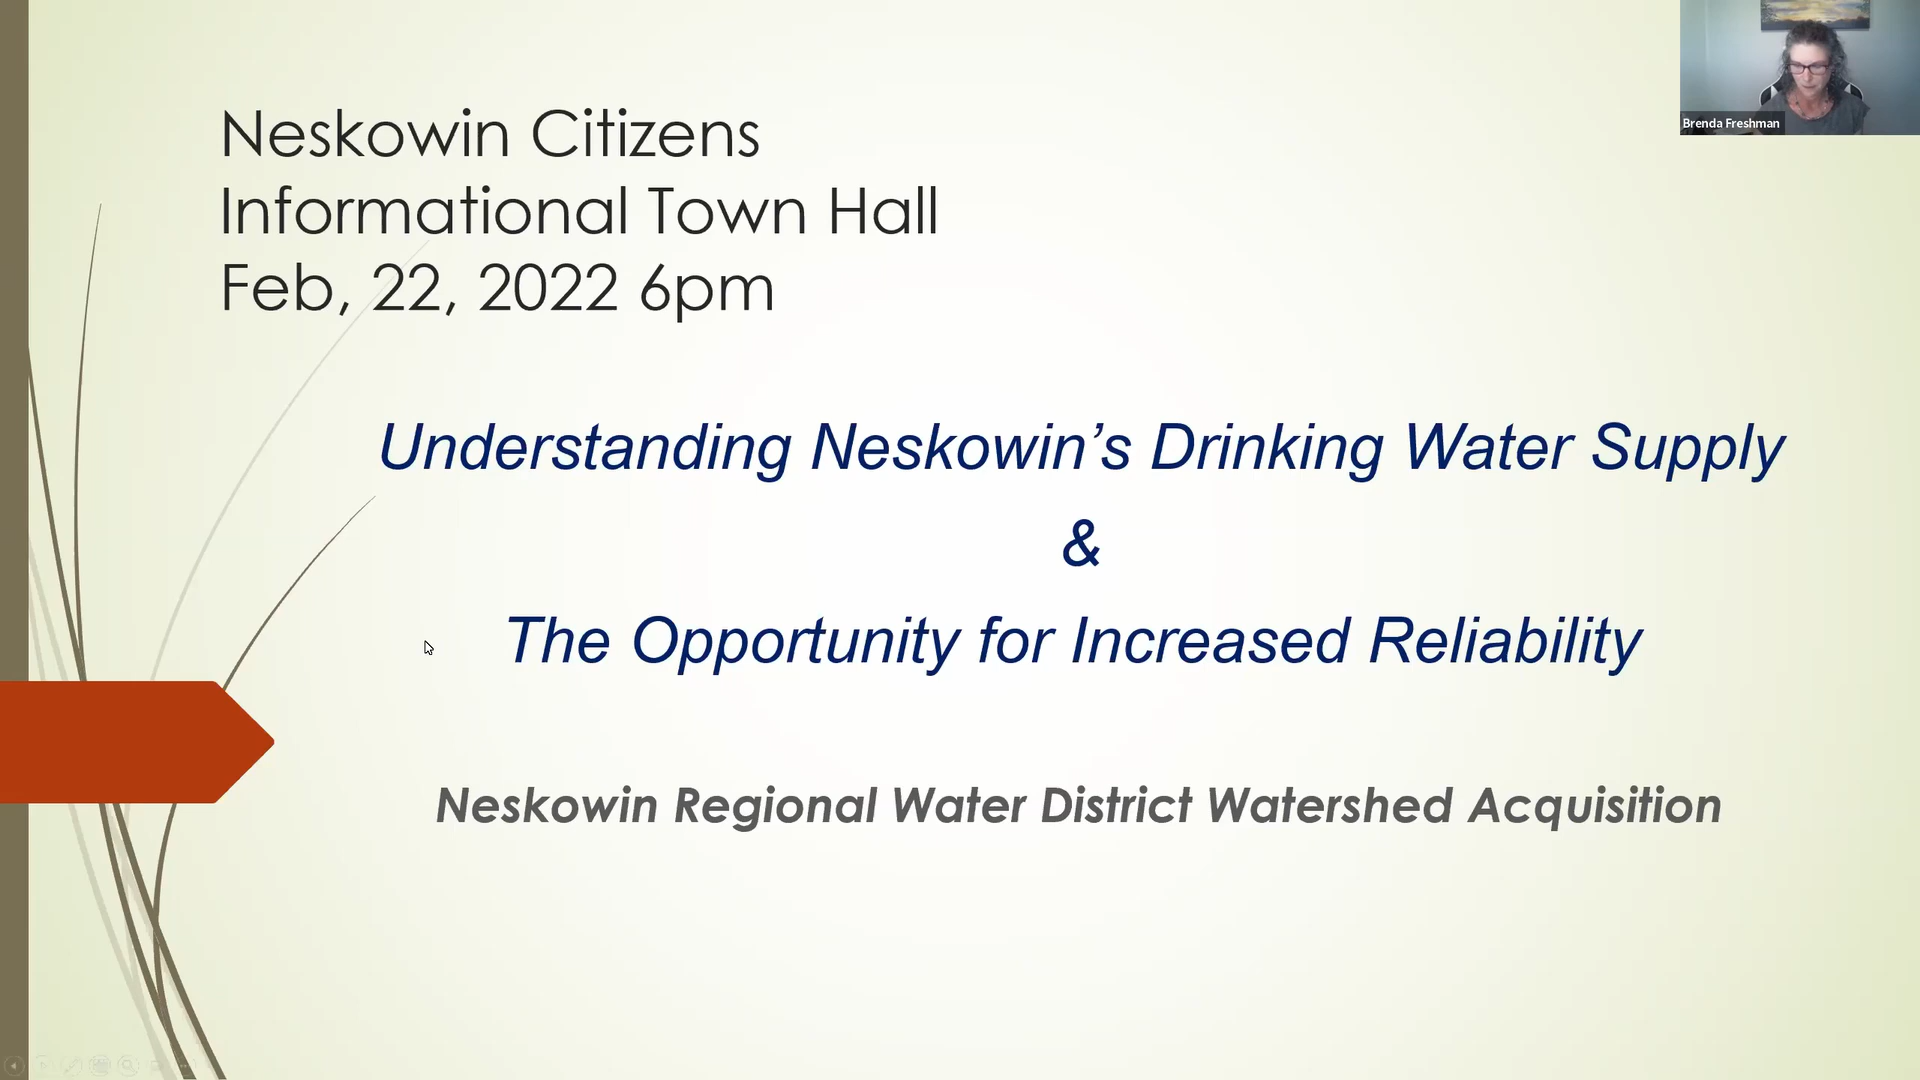 Neskowin Citizens
Informational Town Hall
Feb, 22, 2022 6pm
Understanding Neskowin’s Drinking Water Supply
&
The Opportunity for Increased Reliability
Neskowin Regional Water District Watershed Acquisition
Brenda Freshman